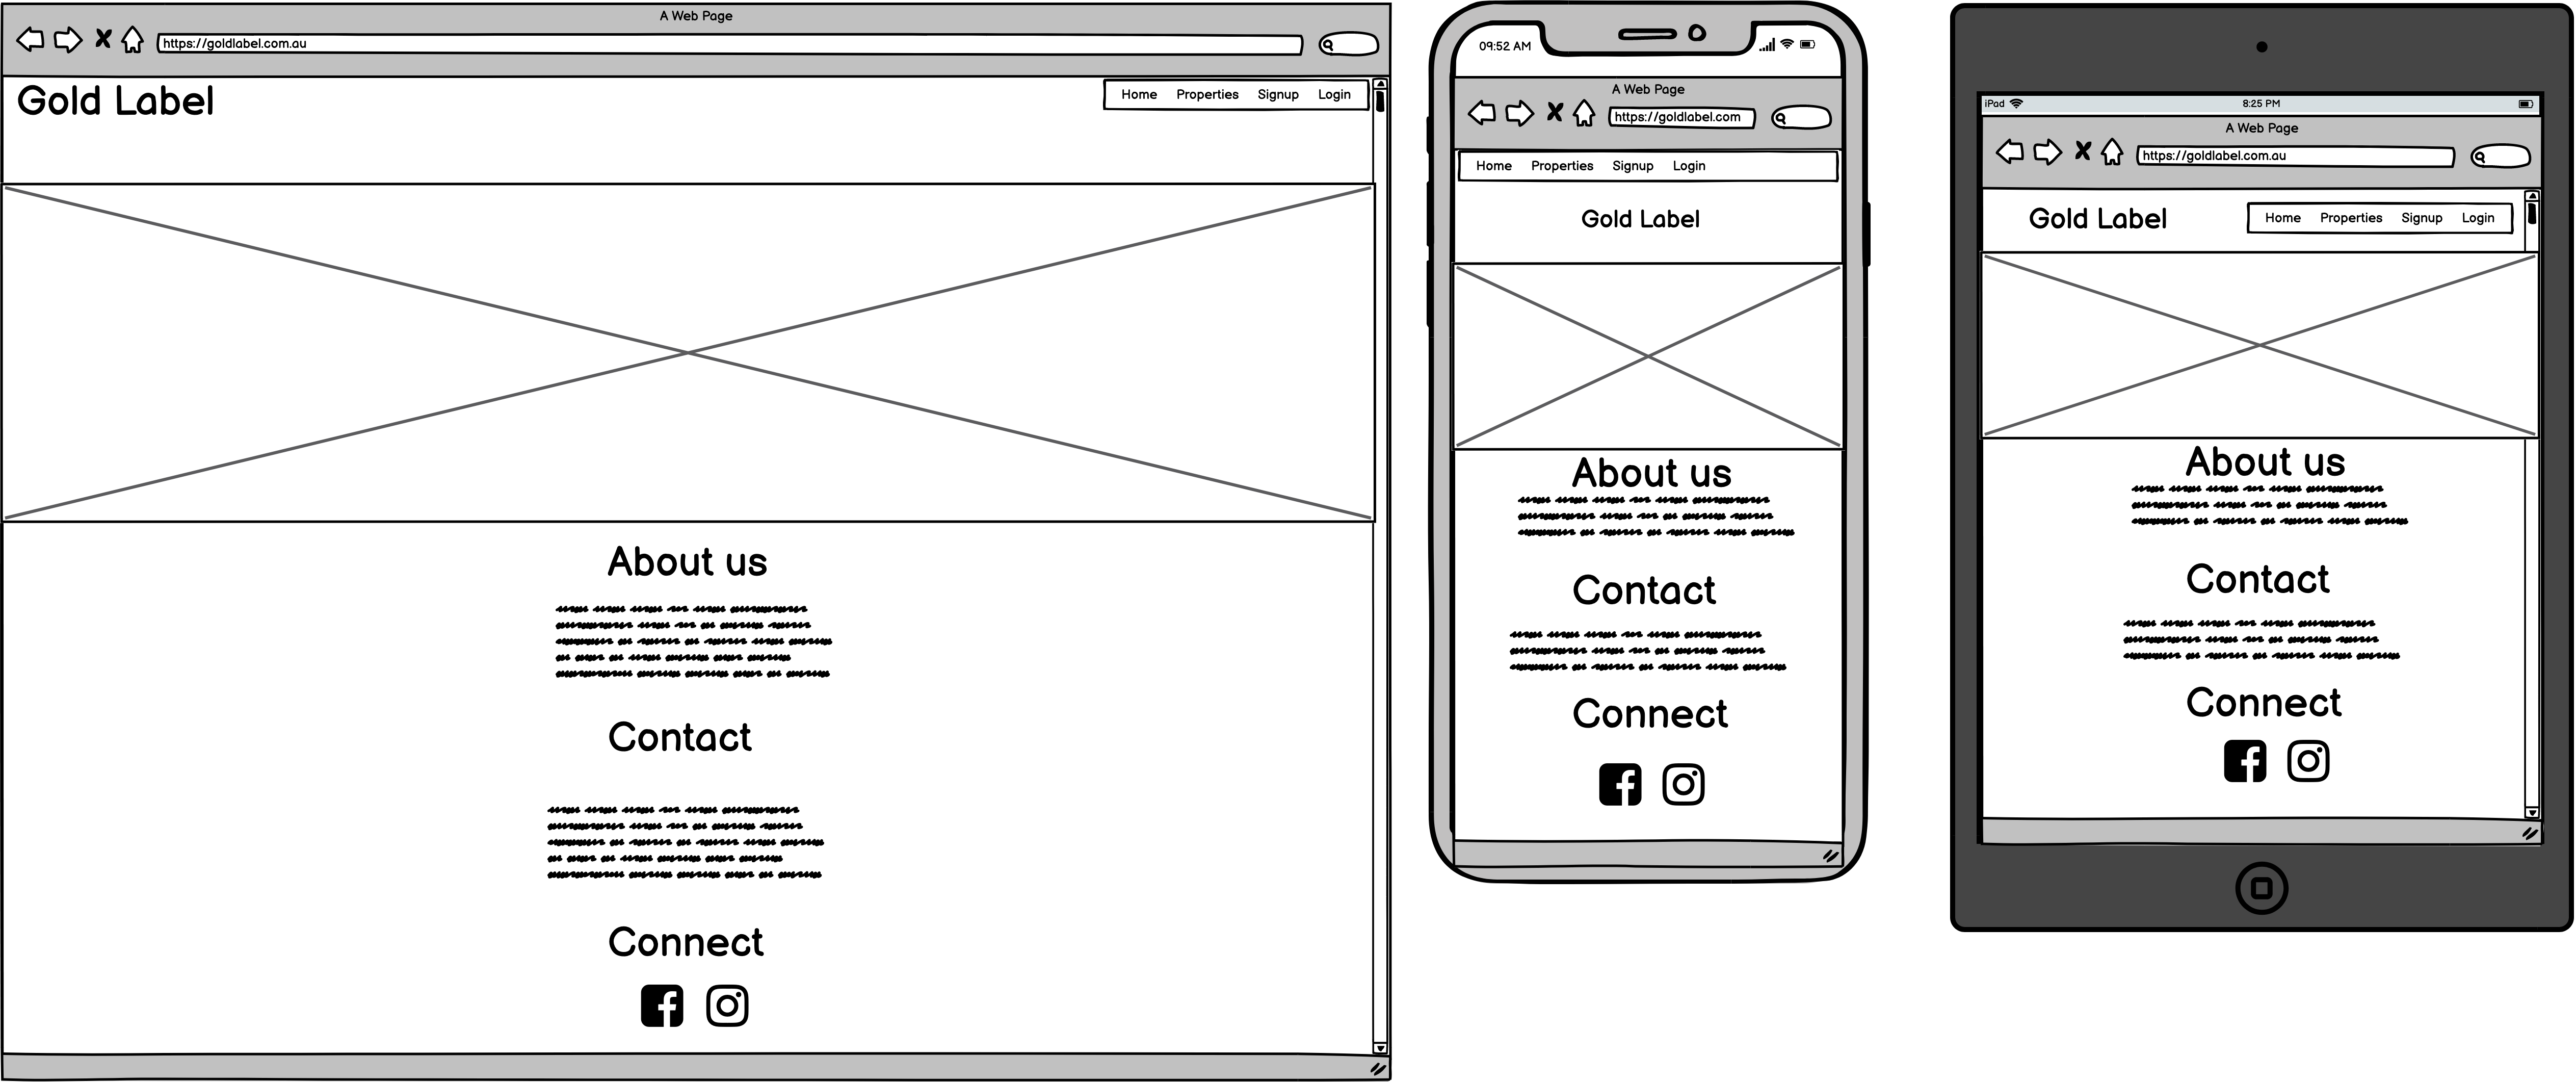 A Web Page
https://goldlabel.com.au
Gold Label
Home Properties Signup Login
About us
Contact
Connect
09:52 AM
A Web Page
https://goldlabel.com
Home Properties Signup Login
Gold Label
About us
Contact
Connect
iPad 8:25 PM
A Web Page
https://goldlabel.com.au
Gold Label
Home Properties Signup Login
About us
Contact
Connect